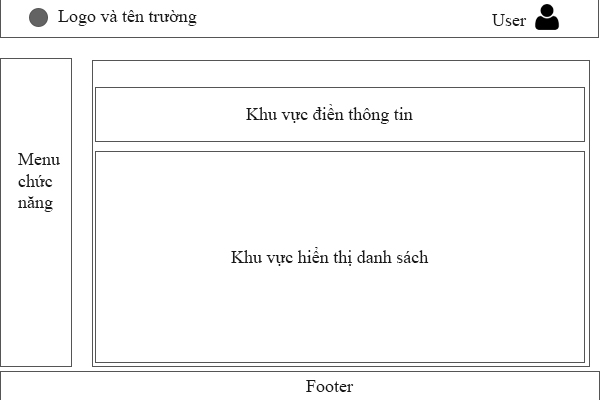 Logo và tên trường
User
Khu vực điền thông tin
Menu
chức
năng
Khu vực hiển thị danh sách
Footer